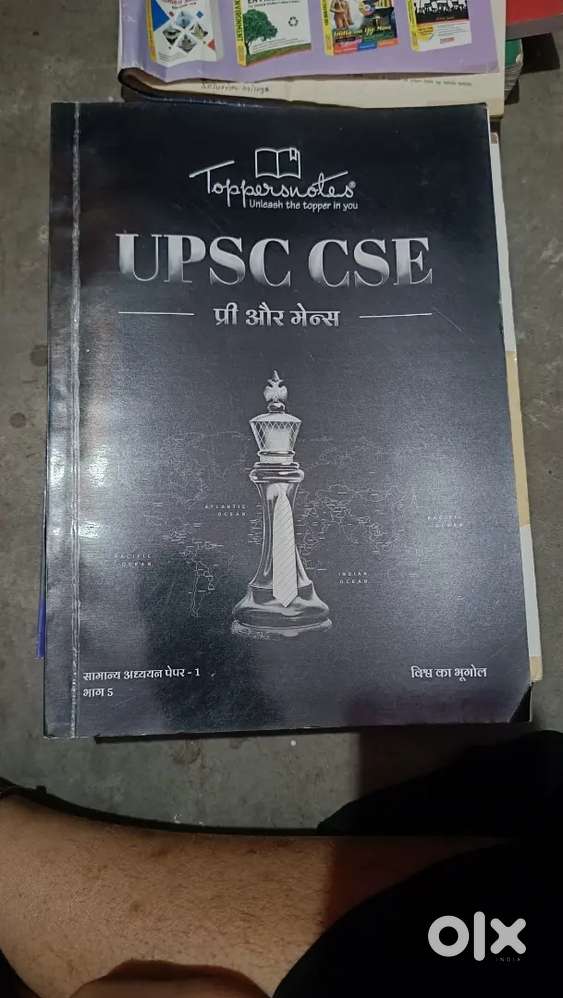 Toppersnotes®
Unleash the topper in you
UPSC CSE
प्री और मेन्स
ATLANTIC
OCEAN
PACIFIC
OCEAN
PACIFIC
OCEAN
INDIAN
OCEAN
सामान्य अध्ययन पेपर - 1
भाग 5
विश्व का भूगोल
olx
INDIA